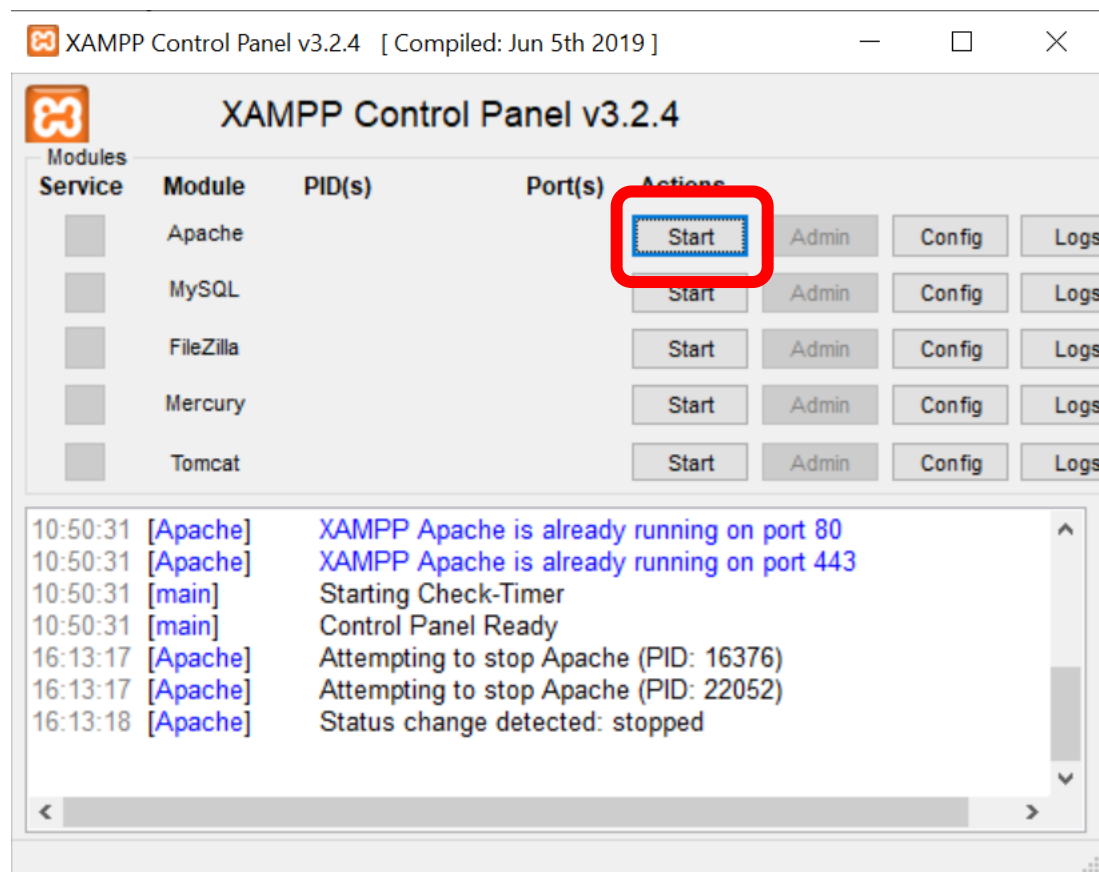 XAMPP Control Panel v3.2.4 [ Compiled: Jun 5th 2019 ]
XAMPP Control Panel v3.2.4
Modules
Service Module PID(s) Port(s) Actions
Apache Start Admin Config Logs
MySQL Start Admin Config Logs
FileZilla Start Admin Config Logs
Mercury Start Admin Config Logs
Tomcat Start Admin Config Logs
10:50:31 [Apache] XAMPP Apache is already running on port 80
10:50:31 [Apache] XAMPP Apache is already running on port 443
10:50:31 [main] Starting Check-Timer
10:50:31 [main] Control Panel Ready
16:13:17 [Apache] Attempting to stop Apache (PID: 16376)
16:13:17 [Apache] Attempting to stop Apache (PID: 22052)
16:13:18 [Apache] Status change detected: stopped